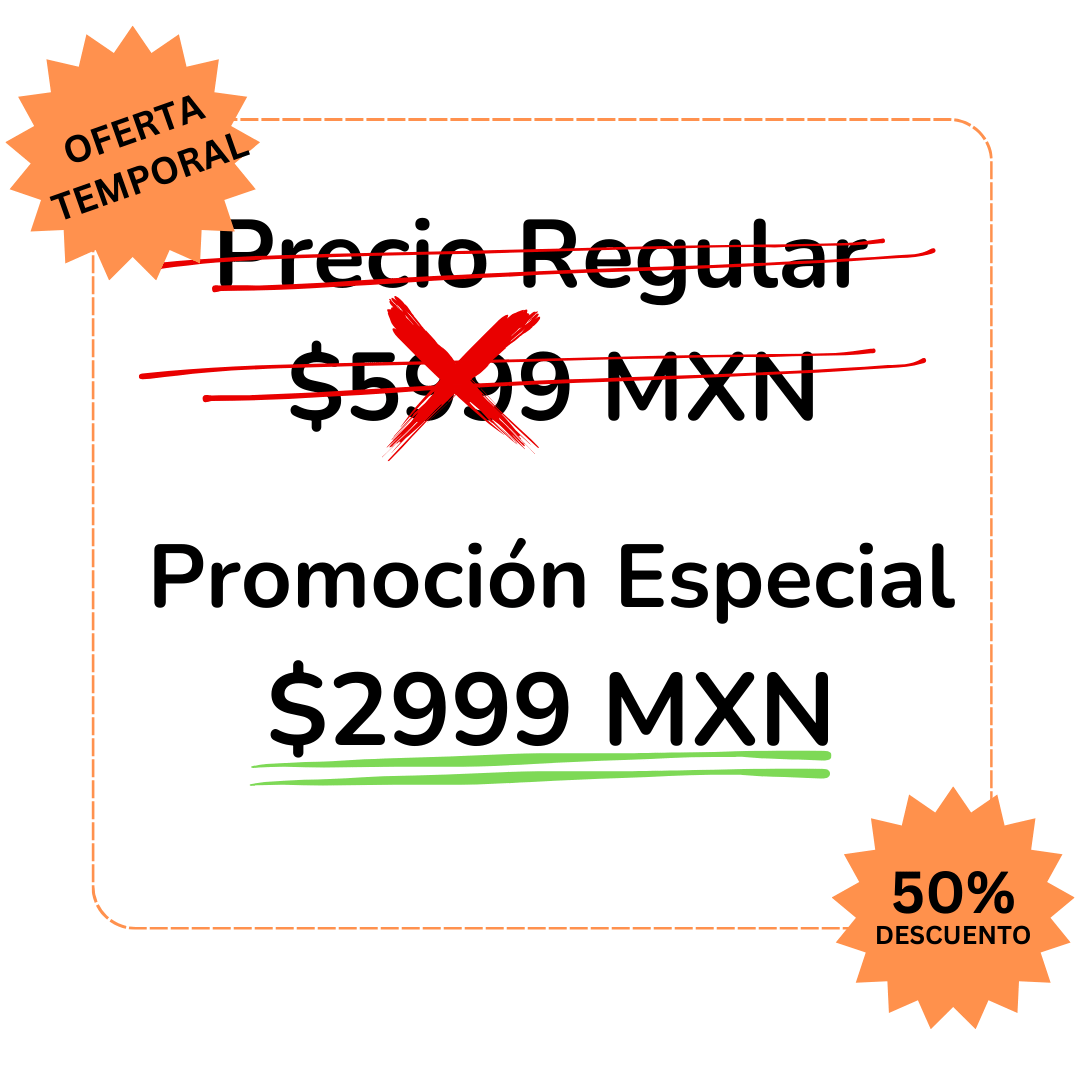 OFERTA
TEMPORAL
Precio Regular
$5999 MXN
Promoción Especial
$2999 MXN
50%
DESCUENTO